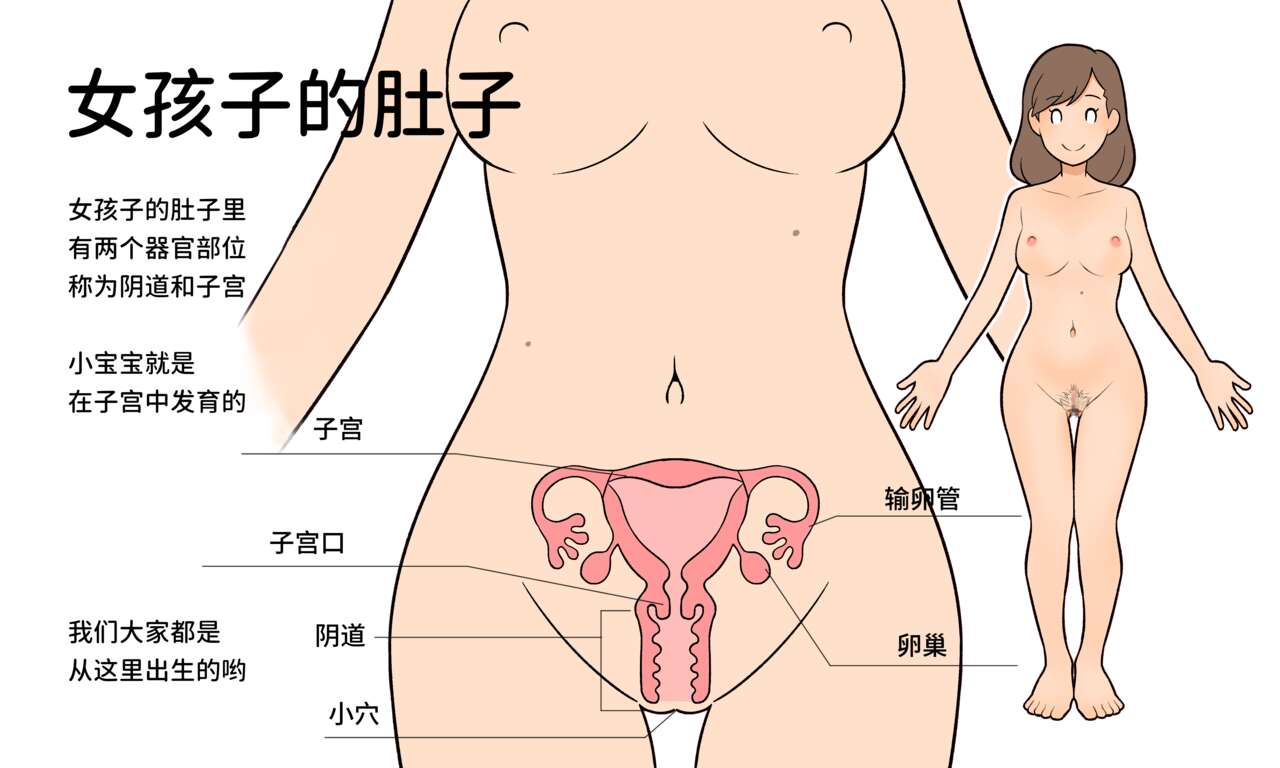 女孩子的肚子
女孩子的肚子里
有两个器官部位
称为阴道和子宫
小宝宝就是
在子宫中发育的
子宫
输卵管
子宫口
我们大家都是
从这里出生的哟
阴道
卵巢
小穴